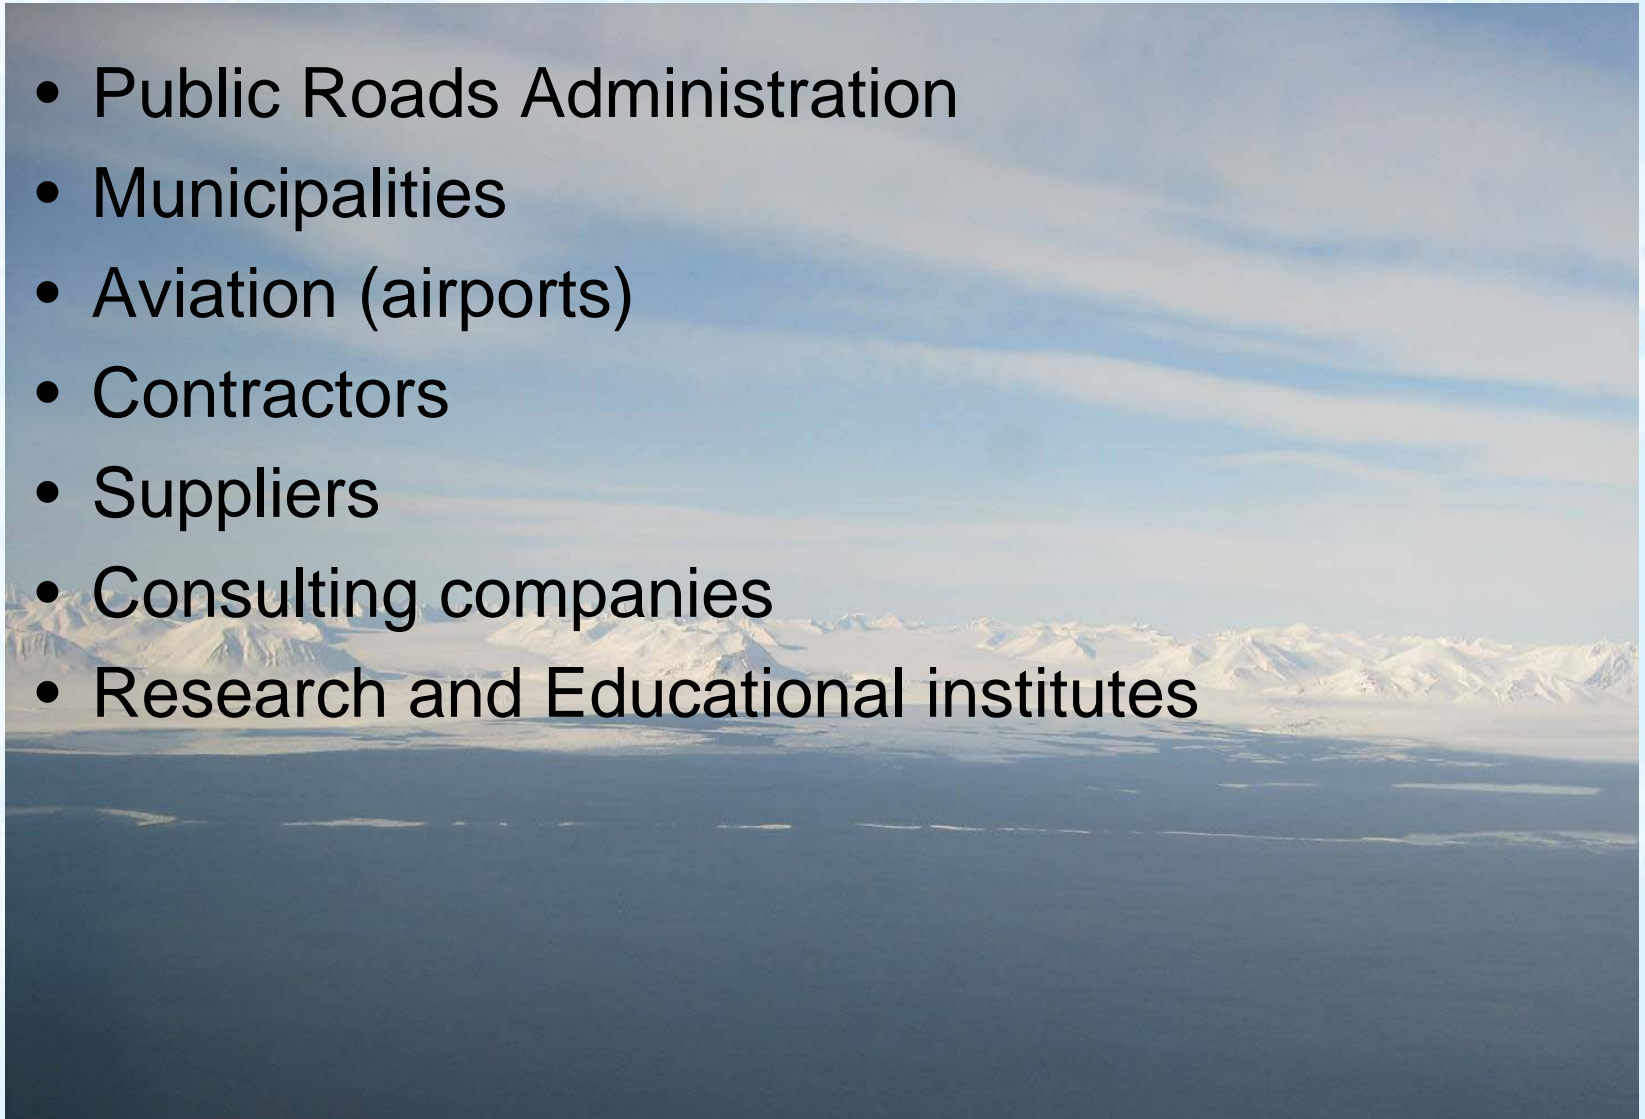 • Public Roads Administration
• Municipalities
• Aviation (airports)
• Contractors
• Suppliers
• Consulting companies
• Research and Educational institutes